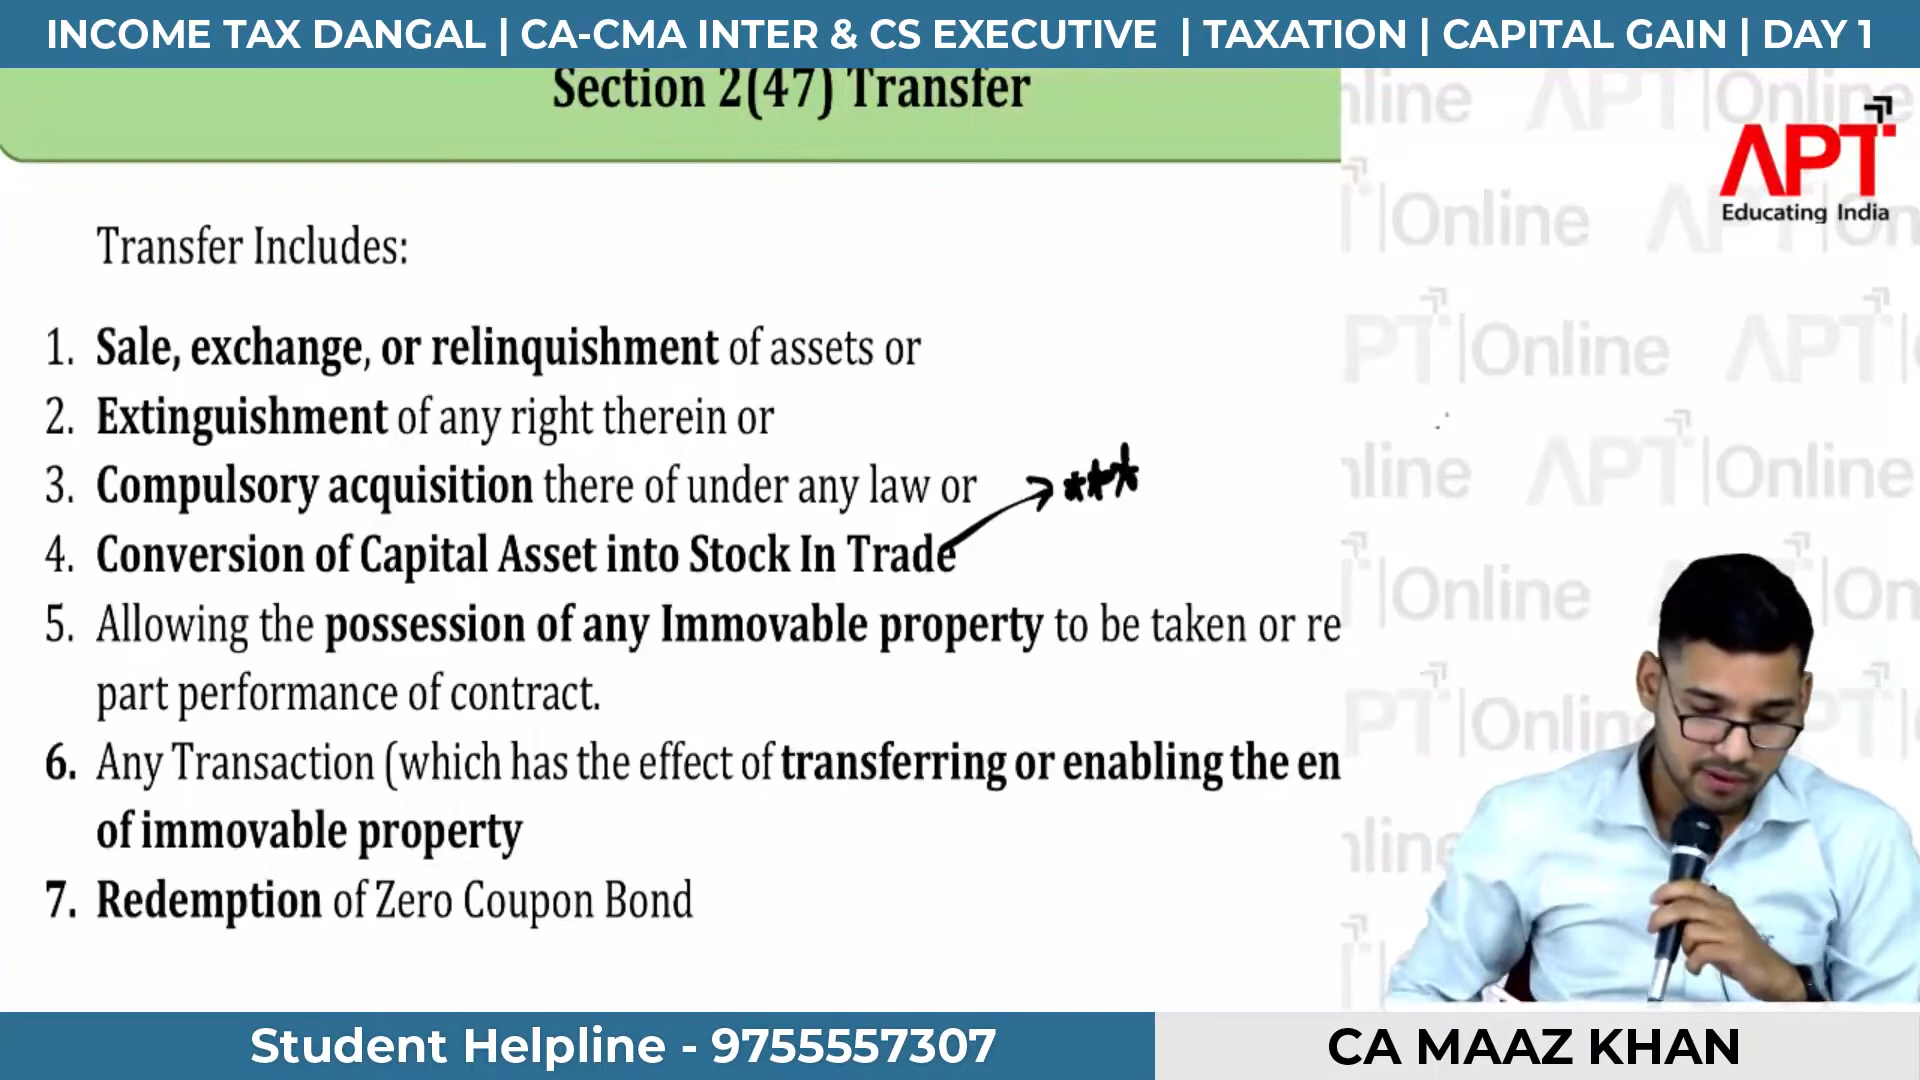 INCOME TAX DANGAL | CA-CMA INTER & CS EXECUTIVE | TAXATION | CAPITAL GAIN | DAY 1
Section 2(47) Transfer
APT
Educating India
Transfer Includes:
1. Sale, exchange, or relinquishment of assets or
2. Extinguishment of any right therein or
3. Compulsory acquisition there of under any law or
***
4. Conversion of Capital Asset into Stock In Trade
5. Allowing the possession of any Immovable property to be taken or re
part performance of contract.
6. Any Transaction (which has the effect of transferring or enabling the en
of immovable property
7. Redemption of Zero Coupon Bond
APT|Online
Student Helpline - 9755557307
CA MAAZ KHAN